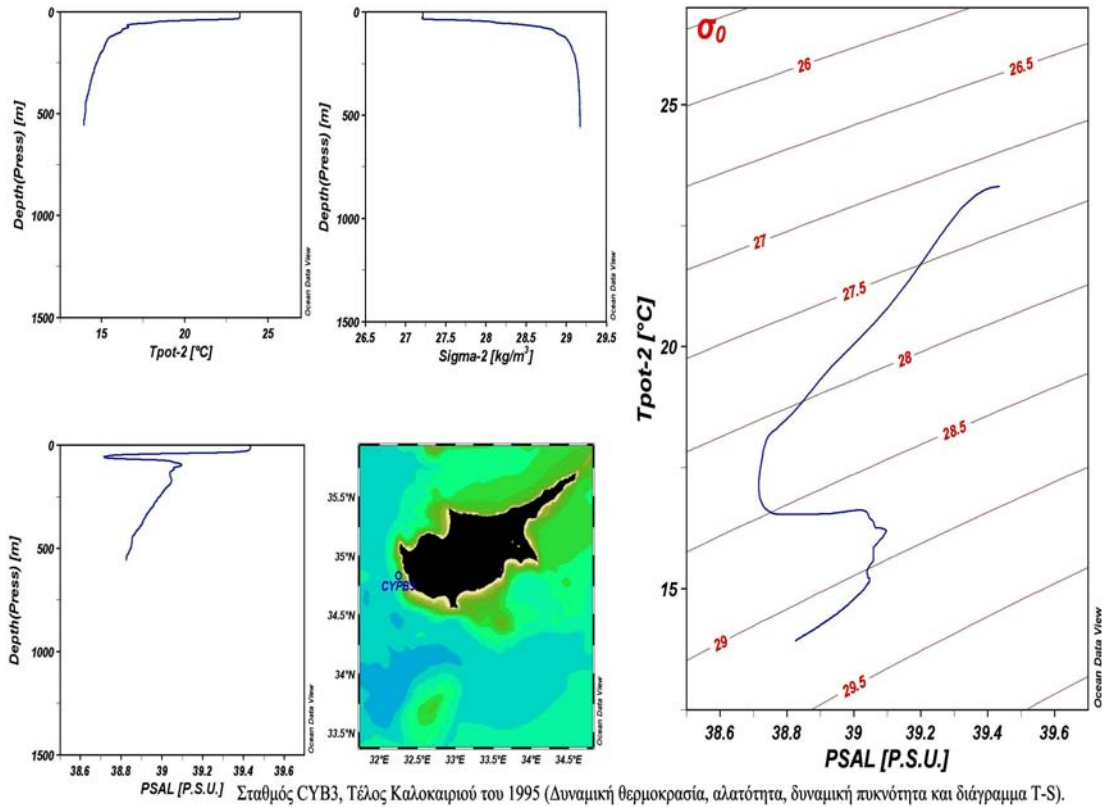 0
500
1000
1500
Depth(Press) [m]
15 20 25
Tpot-2 [°C]
Ocean Data View
0
500
1000
1500
Depth(Press) [m]
26.5 27 27.5 28 28.5 29 29.5
Sigma-2 [kg/m³]
Ocean Data View
σ0
26
26.5
27
27.5
28
28.5
29
29.5
25
20
15
Tpot-2 [°C]
38.6 38.8 39 39.2 39.4
PSAL [P.S.U.]
Ocean Data View
0
500
1000
1500
Depth(Press) [m]
38.6 38.8 39 39.2 39.4 39.6
PSAL [P.S.U.]
Ocean Data View
35.5°N
35°N
34.5°N
34°N
33.5°N
CYPB3
32°E 32.5°E 33°E 33.5°E 34°E 34.5°E
Ocean Data View
Σταθμός CYB3, Τέλος Καλοκαιριού του 1995 (Δυναμική θερμοκρασία, αλατότητα, δυναμική πυκνότητα και διάγραμμα T-S).